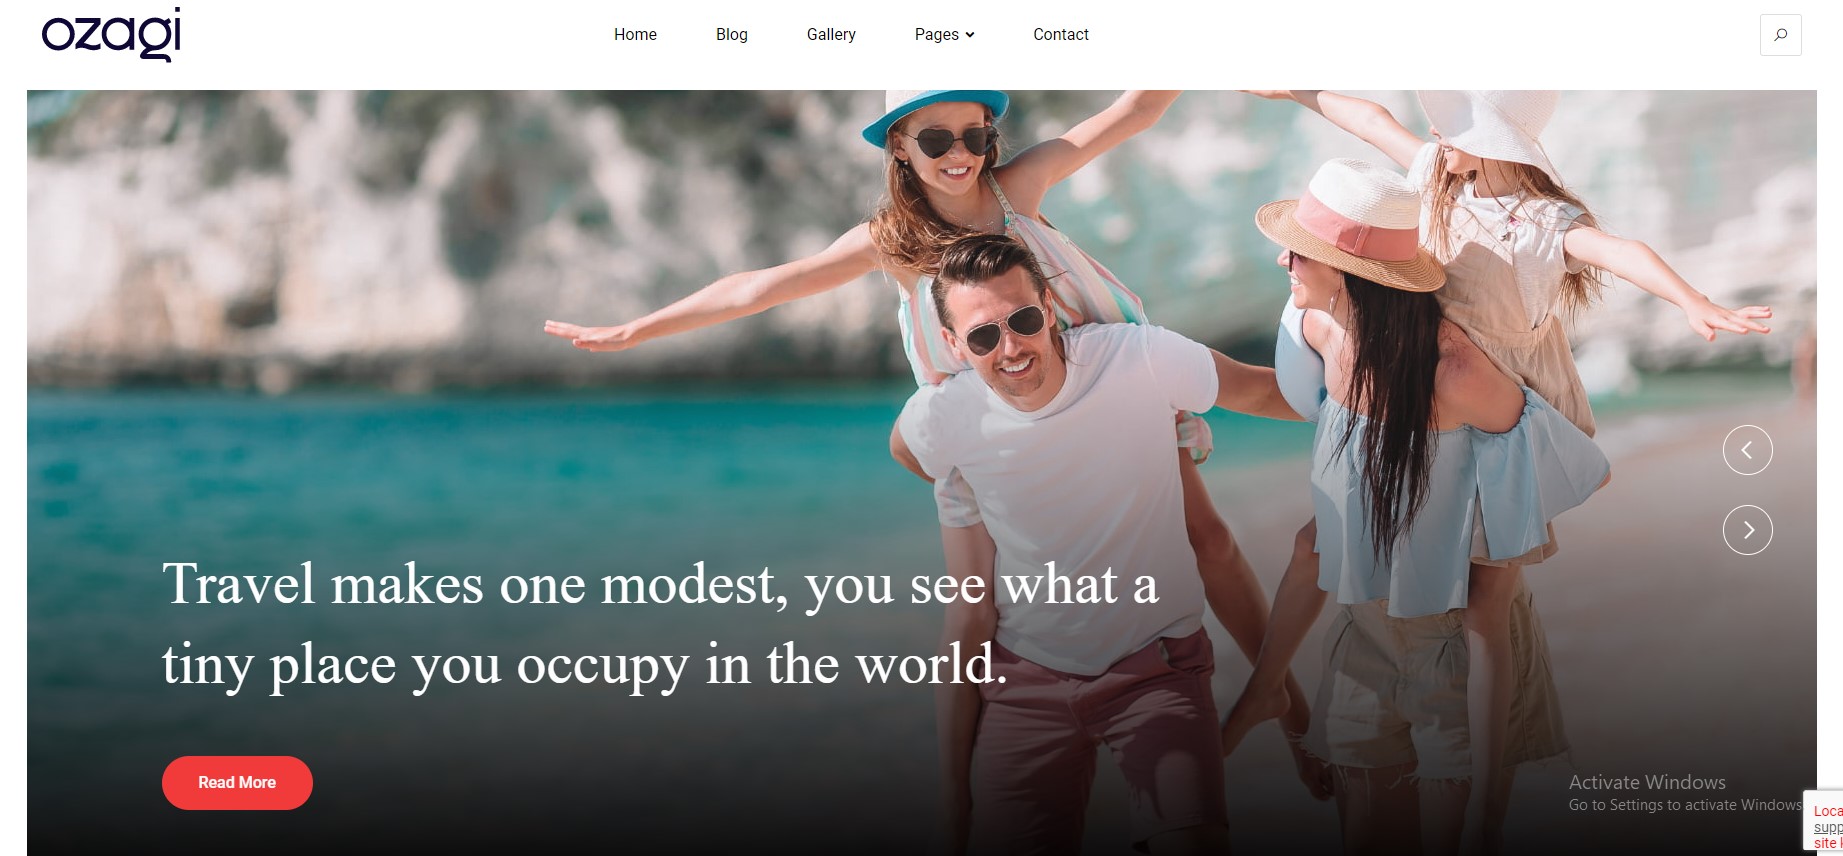 ozagi
Home
Blog
Gallery
Pages
Contact
Travel makes one modest, you see what a
tiny place you occupy in the world.
Read More
Activate Windows
Go to Settings to activate Windows
Loca
supp
site